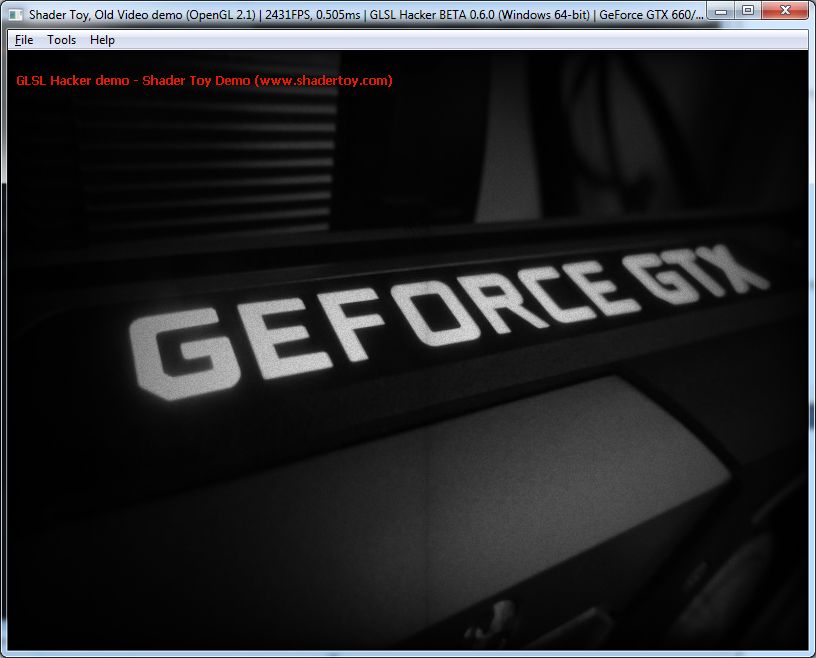 Shader Toy, Old Video demo (OpenGL 2.1) | 2431FPS, 0.505ms | GLSL Hacker BETA 0.6.0 (Windows 64-bit) | GeForce GTX 660/...
File Tools Help
GLSL Hacker demo - Shader Toy Demo (www.shadertoy.com)
GEFORCE GTX